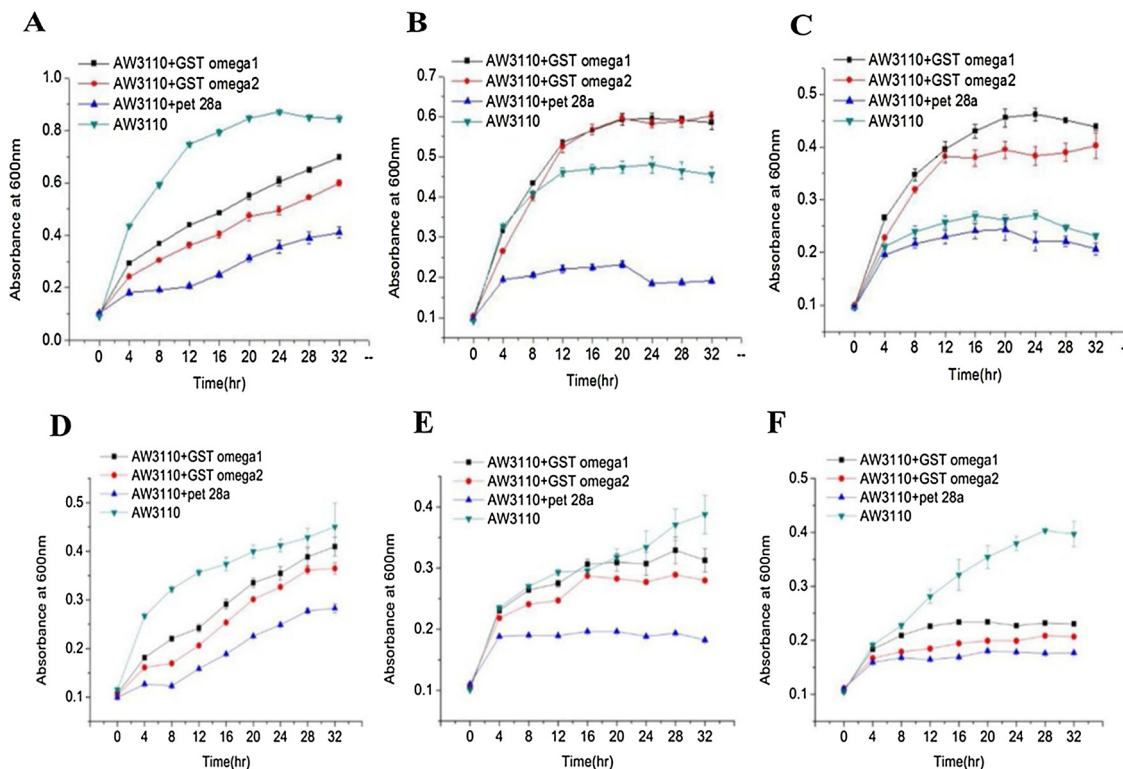 A
AW3110+GST omega1
AW3110+GST omega2
AW3110+pet 28a
AW3110
1.0
0.8
0.6
0.4
0.2
0.0
Absorbance at 600nm
0 4 8 12 16 20 24 28 32 --
Time(hr)
B
AW3110+GST omega1
AW3110+GST omega2
AW3110+pet 28a
AW3110
0.7
0.6
0.5
0.4
0.3
0.2
0.1
Absorbance at 600nm
0 4 8 12 16 20 24 28 32 --
Time(hr)
C
AW3110+GST omega1
AW3110+GST omega2
AW3110+pet 28a
AW3110
0.5
0.4
0.3
0.2
0.1
Absorbance at 600nm
0 4 8 12 16 20 24 28 32 --
Time(hr)
D
AW3110+GST omega1
AW3110+GST omega2
AW3110+pet 28a
AW3110
0.5
0.4
0.3
0.2
0.1
Absorbance at 600nm
0 4 8 12 16 20 24 28 32
Time(hr)
E
AW3110+GST omega1
AW3110+GST omega2
AW3110+pet 28a
AW3110
0.4
0.3
0.2
0.1
Absorbance at 600nm
0 4 8 12 16 20 24 28 32
Time(hr)
F
AW3110+GST omega1
AW3110+GST omega2
AW3110+pet 28a
AW3110
0.5
0.4
0.3
0.2
0.1
Absorbance at 600nm
0 4 8 12 16 20 24 28 32
Time(hr)